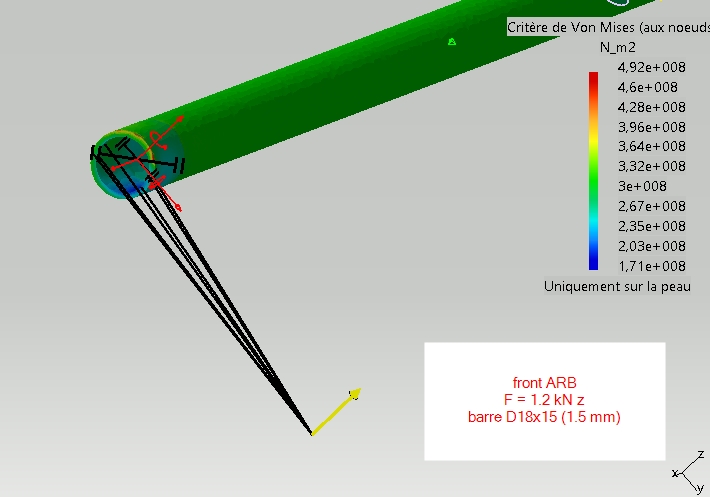 Critère de Von Mises (aux noeuds
N_m2
4,92e+008
4,6e+008
4,28e+008
3,96e+008
3,64e+008
3,32e+008
3e+008
2,67e+008
2,35e+008
2,03e+008
1,71e+008
Uniquement sur la peau
front ARB
F = 1.2 kN z
barre D18x15 (1.5 mm)
z
x
y